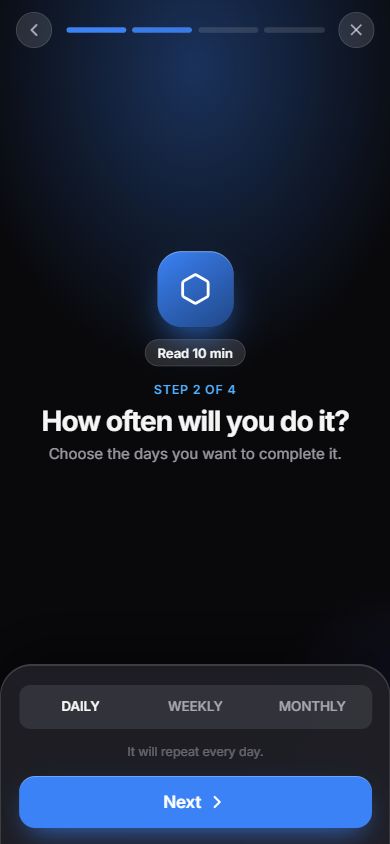 Read 10 min
STEP 2 OF 4
How often will you do it?
Choose the days you want to complete it.
DAILY WEEKLY MONTHLY
It will repeat every day.
Next